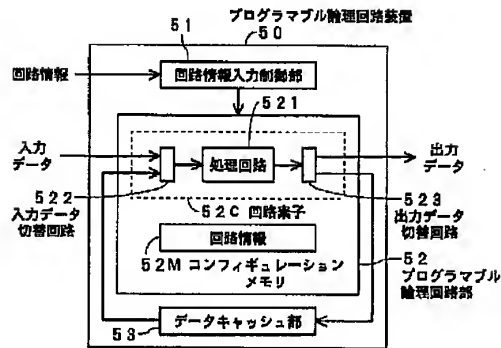 プログラマブル論理回路装置
50
51
回路情報
回路情報入力制御部
521
入力
データ
処理回路
出力
データ
522
入力データ
切替回路
523
出力データ
切替回路
52C 回路素子
回路情報
52M コンフィギュレーション
メモリ
52
プログラマブル
論理回路部
データキャッシュ部
53